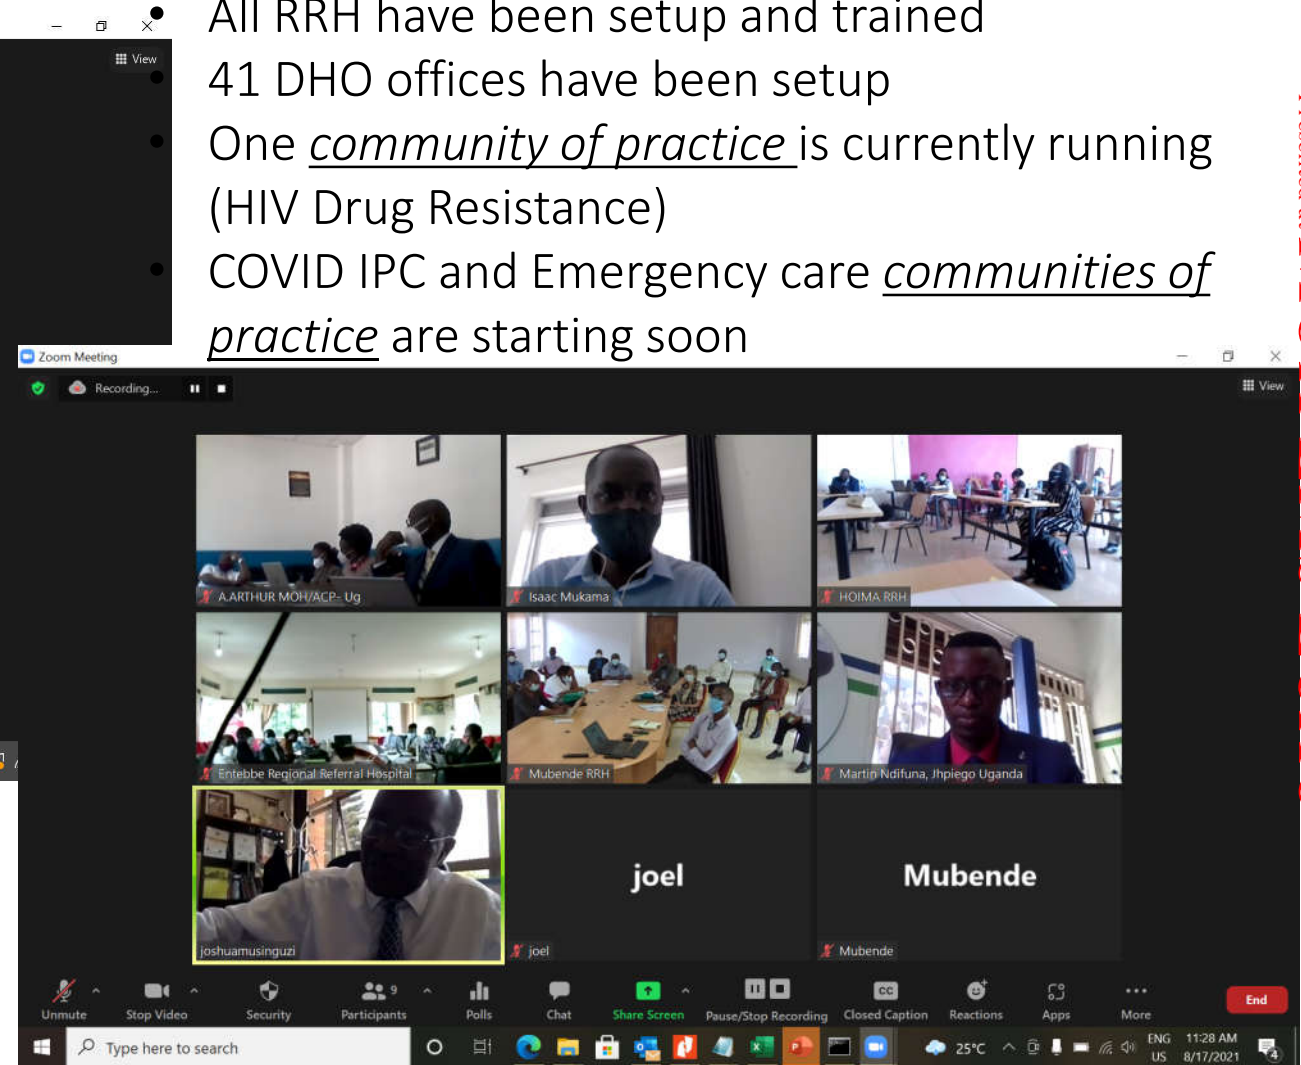 All RRH have been setup and trained
View
41 DHO offices have been setup
One community of practice is currently running
(HIV Drug Resistance)
COVID IPC and Emergency care communities of
practice are starting soon
Zoom Meeting
Recording...
View
A.ARTHUR MOH/ACP- Ug
Isaac Mukama
HOIMA RRH
Entebbe Regional Referral Hospital
Mubende RRH
Martin Ndifuna, Jhpiego Uganda
joel
Mubende
joshuamusinguzi
joel
Mubende
9
CC
Unmute
Stop Video
Security
Participants
Polls
Chat
Share Screen
Pause/Stop Recording
Closed Caption
Reactions
Apps
More
End
Type here to search
25°C
ENG
US
11:28 AM
8/17/2021
4